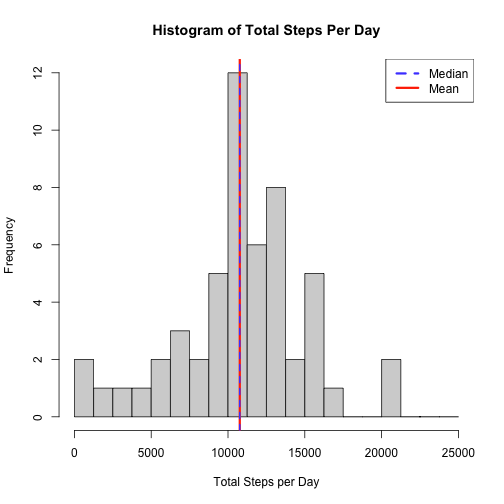 Histogram of Total Steps Per Day
Median
Mean
Frequency
12
10
8
6
4
2
0
0 5000 10000 15000 20000 25000
Total Steps per Day